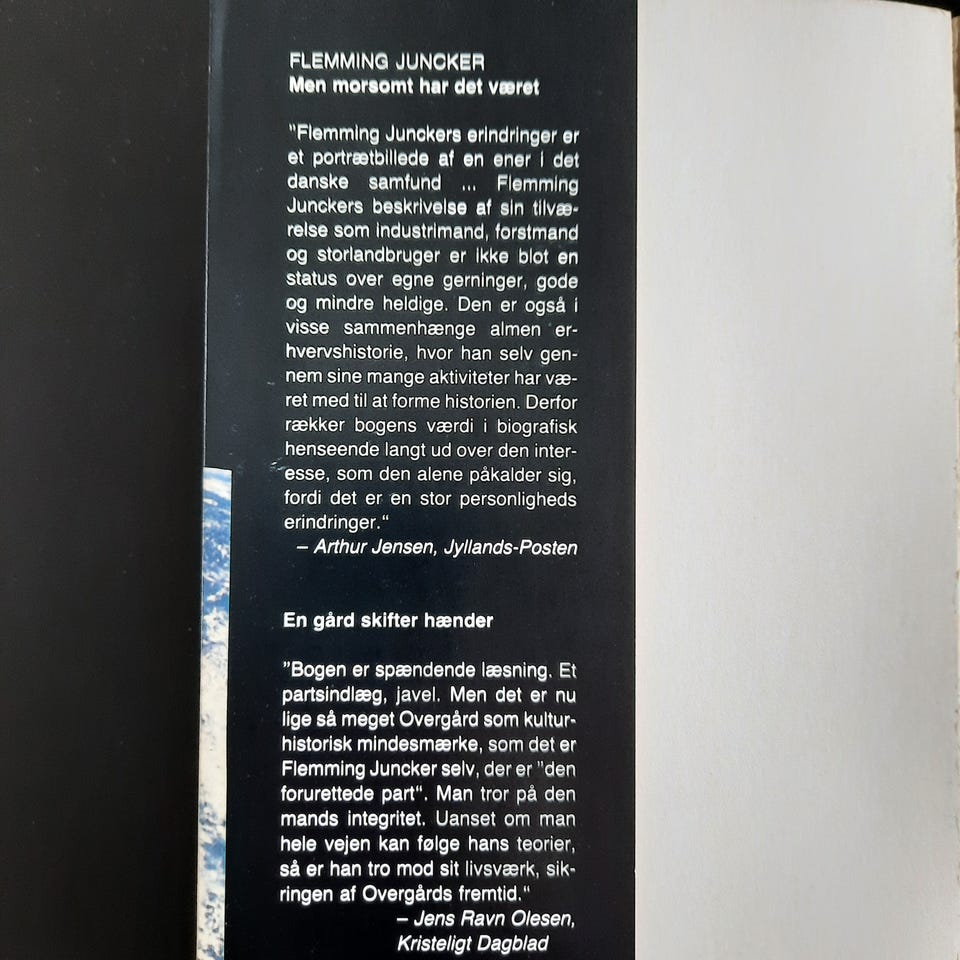 FLEMMING JUNCKER
Men morsomt har det været
"Flemming Junckers erindringer er
et portrætbillede af en ener i det
danske samfund ... Flemming
Junckers beskrivelse af sin tilvæ-
relse som industrimand, forstmand
og storlandbruger er ikke blot en
status over egne gerninger, gode
og mindre heldige. Den er også i
visse sammenhænge almen er-
hvervshistorie, hvor han selv gen-
nem sine mange aktiviteter har væ-
ret med til at forme historien. Derfor
rækker bogens værdi i biografisk
henseende langt ud over den inter-
esse, som den alene påkalder sig,
fordi det er en stor personligheds
erindringer."
– Arthur Jensen, Jyllands-Posten
En gård skifter hænder
"Bogen er spændende læsning. Et
partsindlæg, javel. Men det er nu
lige så meget Overgård som kultur-
historisk mindesmærke, som det er
Flemming Juncker selv, der er "den
forurettede part". Man tror på den
mands integritet. Uanset om man
hele vejen kan følge hans teorier,
så er han tro mod sit livsværk, sik-
ringen af Overgårds fremtid."
– Jens Ravn Olesen,
Kristeligt Dagblad